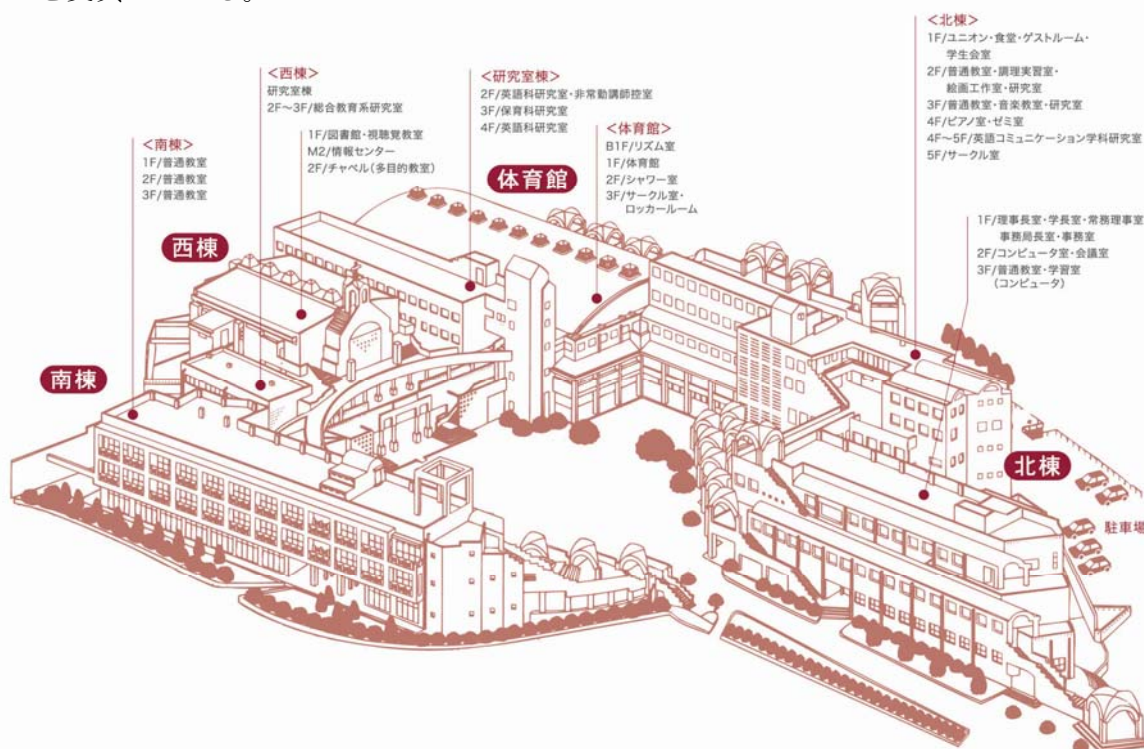 <北棟>
1F/ユニオン・食堂・ゲストルーム・
学生会室
2F/普通教室・調理実習室・
絵画工作室・研究室
3F/普通教室・音楽教室・研究室
4F/ピアノ室・ゼミ室
4F～5F/英語コミュニケーション学科研究室
5F/サークル室
<西棟>
研究室棟
2F～3F/総合教育系研究室
<研究室棟>
2F/英語科研究室・非常勤講師控室
3F/保育科研究室
4F/英語科研究室
1F/図書館・視聴覚教室
M2/情報センター
2F/チャペル(多目的教室)
<体育館>
B1F/リズム室
1F/体育館
2F/シャワー室
3F/サークル室・
ロッカールーム
<南棟>
1F/普通教室
2F/普通教室
3F/普通教室
体育館
1F/理事長室・学長室・常務理事室
事務局長室・事務室
2F/コンピュータ室・会議室
3F/普通教室・学習室
(コンピュータ)
西棟
南棟
北棟
駐車場